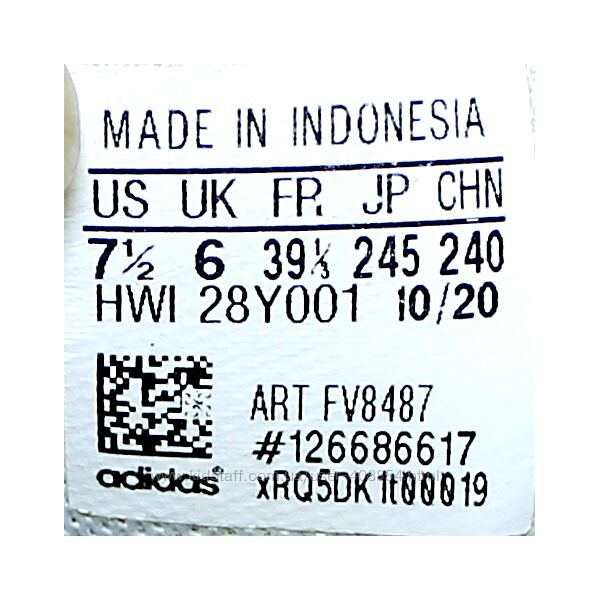 MADE IN INDONESIA
US UK FR JP CHN
7½ 6 39⅓ 245 240
HWI 28Y001 10/20
ART FV8487
#126686617
adidas xRQ5DK1t00019